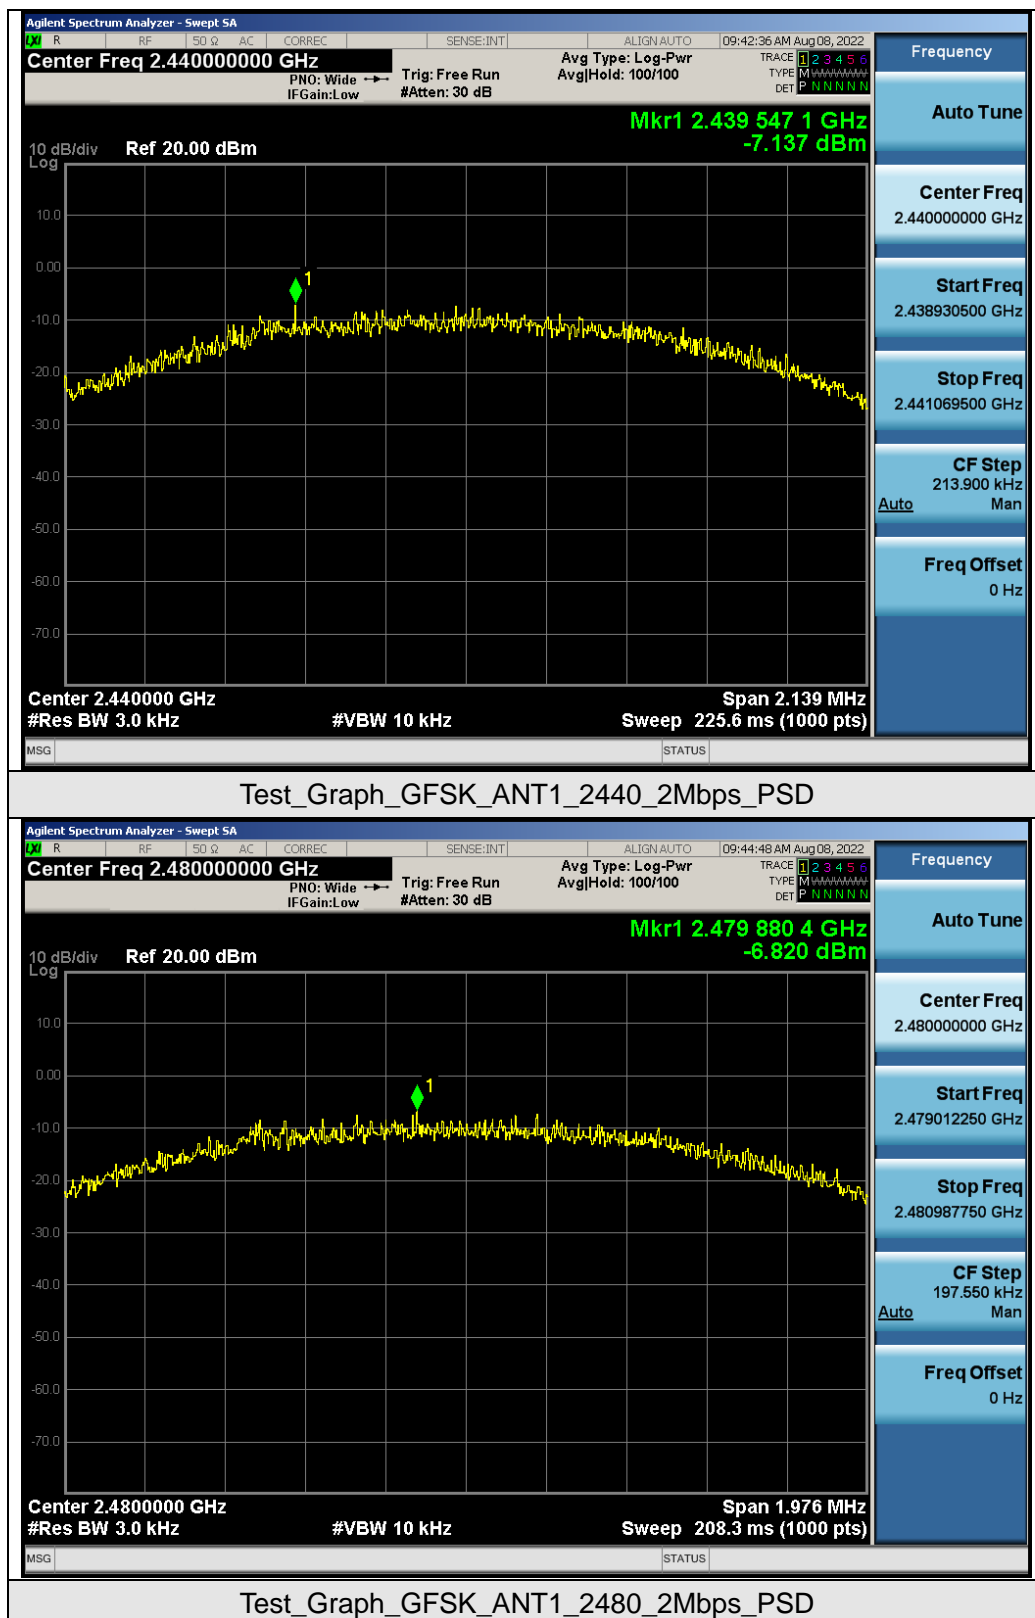 Agilent Spectrum Analyzer - Swept SA
LXI R RF 50 Ω AC CORREC SENSE:INT ALIGN AUTO 09:42:36 AM Aug 08, 2022
Center Freq 2.440000000 GHz
PNO: Wide
IFGain:Low
Trig: Free Run
#Atten: 30 dB
Avg Type: Log-Pwr
Avg|Hold: 100/100
TRACE 1 2 3 4 5 6
TYPE M
DET P N N N N N
Mkr1 2.439 547 1 GHz
-7.137 dBm
10 dB/div Ref 20.00 dBm
Log
10.0
0.00
-10.0
-20.0
-30.0
-40.0
-50.0
-60.0
-70.0
1
Center 2.440000 GHz Span 2.139 MHz
#Res BW 3.0 kHz #VBW 10 kHz Sweep 225.6 ms (1000 pts)
MSG STATUS
Frequency
Auto Tune
Center Freq
2.440000000 GHz
Start Freq
2.438930500 GHz
Stop Freq
2.441069500 GHz
CF Step
213.900 kHz
Auto Man
Freq Offset
0 Hz
Test_Graph_GFSK_ANT1_2440_2Mbps_PSD
Agilent Spectrum Analyzer - Swept SA
LXI R RF 50 Ω AC CORREC SENSE:INT ALIGN AUTO 09:44:48 AM Aug 08, 2022
Center Freq 2.480000000 GHz
PNO: Wide
IFGain:Low
Trig: Free Run
#Atten: 30 dB
Avg Type: Log-Pwr
Avg|Hold: 100/100
TRACE 1 2 3 4 5 6
TYPE M
DET P N N N N N
Mkr1 2.479 880 4 GHz
-6.820 dBm
10 dB/div Ref 20.00 dBm
Log
10.0
0.00
-10.0
-20.0
-30.0
-40.0
-50.0
-60.0
-70.0
1
Center 2.4800000 GHz Span 1.976 MHz
#Res BW 3.0 kHz #VBW 10 kHz Sweep 208.3 ms (1000 pts)
MSG STATUS
Frequency
Auto Tune
Center Freq
2.480000000 GHz
Start Freq
2.479012250 GHz
Stop Freq
2.480987750 GHz
CF Step
197.550 kHz
Auto Man
Freq Offset
0 Hz
Test_Graph_GFSK_ANT1_2480_2Mbps_PSD